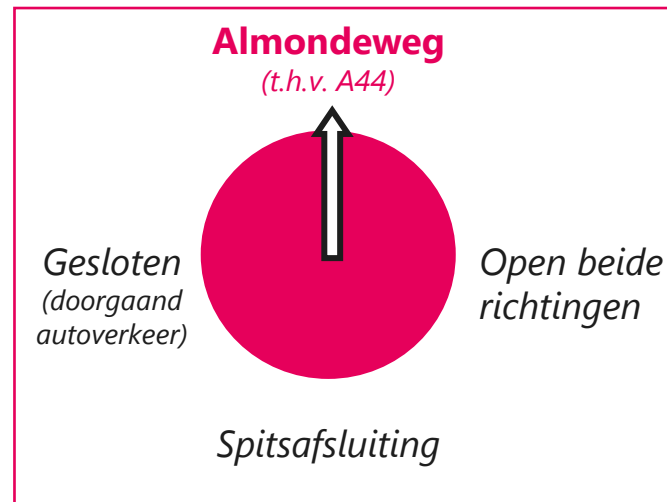 Almondeweg
(t.h.v. A44)
Gesloten
(doorgaand
autoverkeer)
Open beide
richtingen
Spitsafsluiting